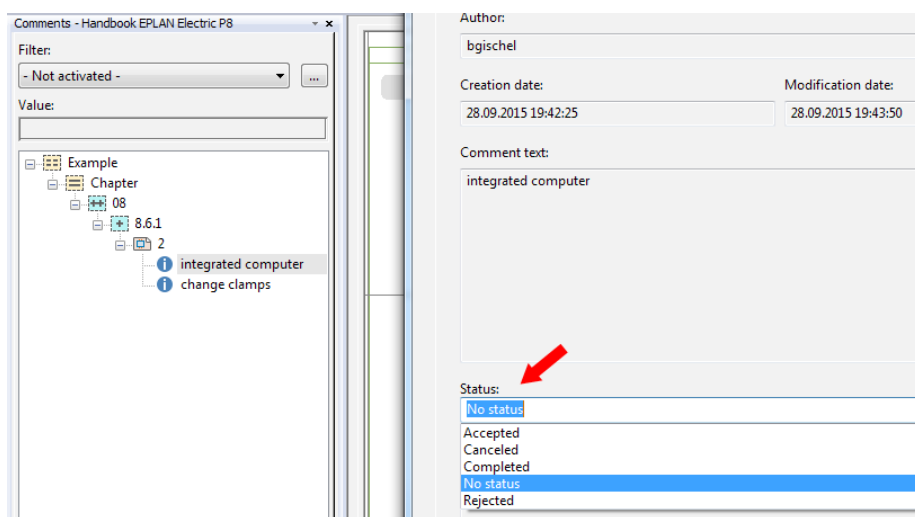 Comments - Handbook EPLAN Electric P8
Filter:
- Not activated -
...
Value:
Example
Chapter
08
8.6.1
2
integrated computer
change clamps
Author:
bgischel
Creation date:
Modification date:
28.09.2015 19:42:25
28.09.2015 19:43:50
Comment text:
integrated computer
Status:
No status
Accepted
Canceled
Completed
No status
Rejected